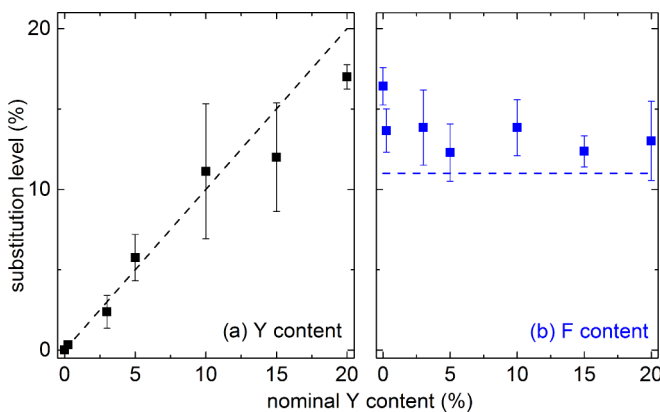 20
10
0
substitution level (%)
(a) Y content
(b) F content
0 5 10 15 20 0 5 10 15 20
nominal Y content (%)